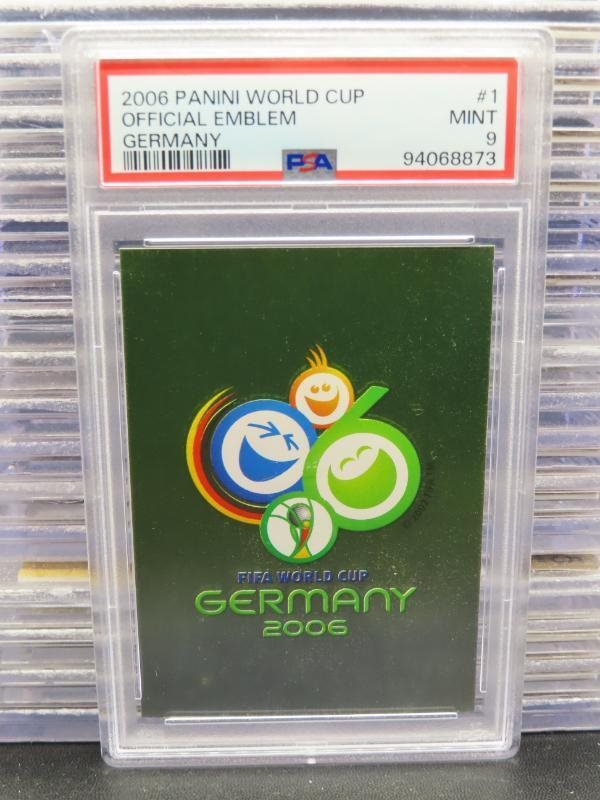 2006 PANINI WORLD CUP #1
OFFICIAL EMBLEM MINT
GERMANY 9
PSA 94068873
FIFA WORLD CUP
GERMANY
2006